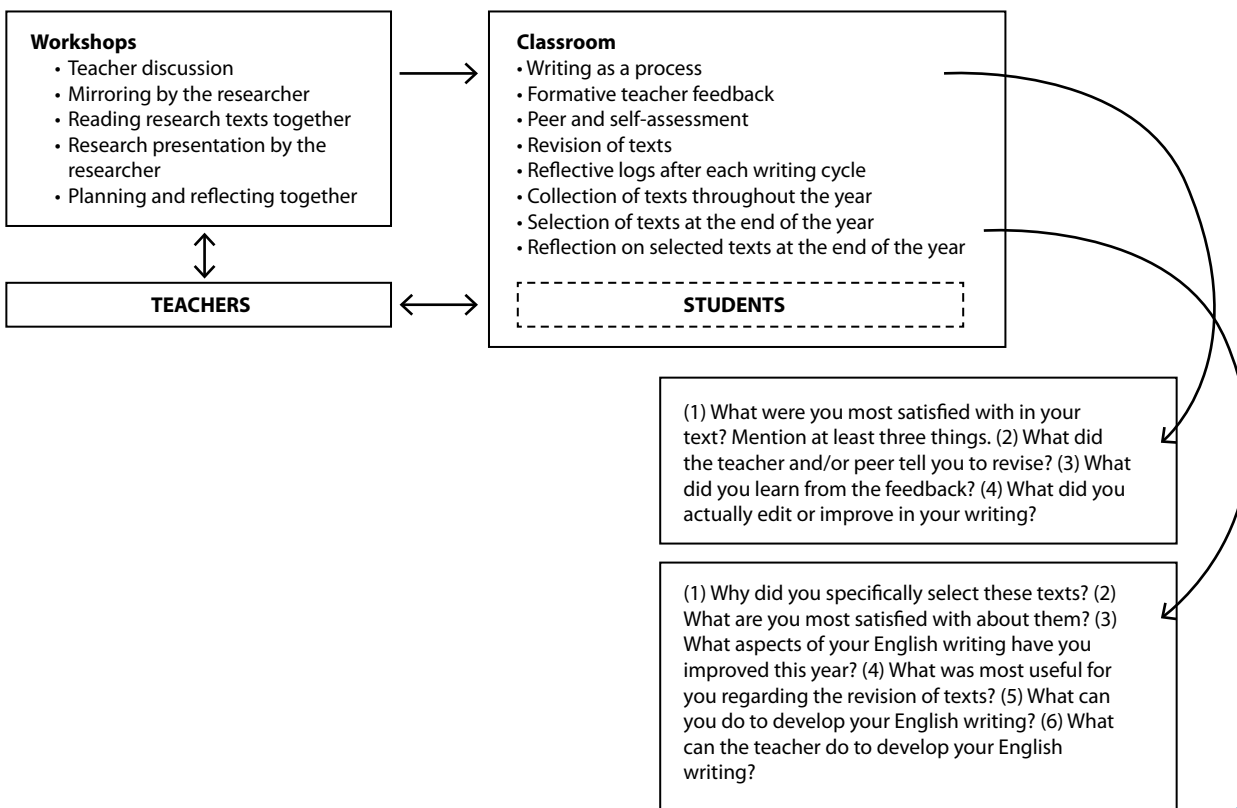 Workshops
• Teacher discussion
• Mirroring by the researcher
• Reading research texts together
• Research presentation by the
researcher
• Planning and reflecting together
TEACHERS
Classroom
• Writing as a process
• Formative teacher feedback
• Peer and self-assessment
• Revision of texts
• Reflective logs after each writing cycle
• Collection of texts throughout the year
• Selection of texts at the end of the year
• Reflection on selected texts at the end of the year
STUDENTS
(1) What were you most satisfied with in your
text? Mention at least three things. (2) What did
the teacher and/or peer tell you to revise? (3) What
did you learn from the feedback? (4) What did you
actually edit or improve in your writing?
(1) Why did you specifically select these texts? (2)
What are you most satisfied with about them? (3)
What aspects of your English writing have you
improved this year? (4) What was most useful for
you regarding the revision of texts? (5) What can
you do to develop your English writing? (6) What
can the teacher do to develop your English
writing?